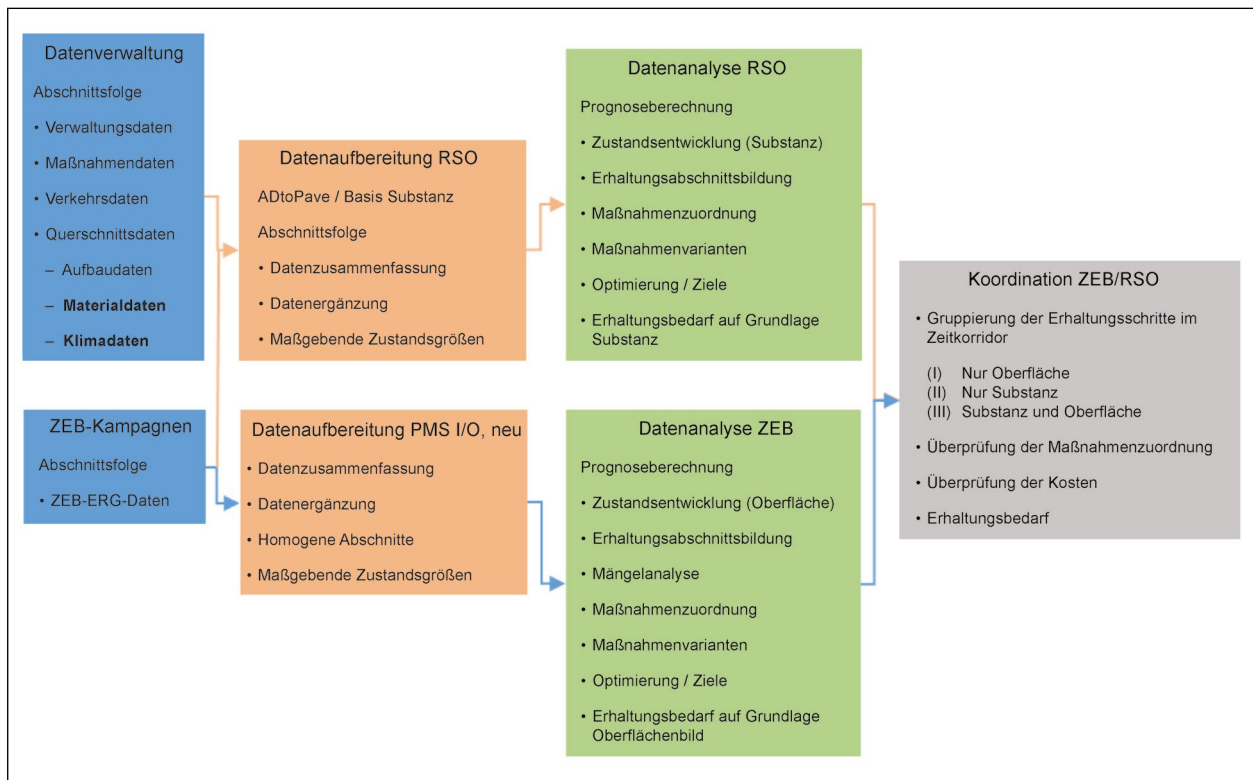 Datenverwaltung
Abschnittsfolge
• Verwaltungsdaten
• Maßnahmendaten
• Verkehrsdaten
• Querschnittsdaten
– Aufbaudaten
– Materialdaten
– Klimadaten
ZEB-Kampagnen
Abschnittsfolge
• ZEB-ERG-Daten
Datenaufbereitung RSO
ADtoPave / Basis Substanz
Abschnittsfolge
• Datenzusammenfassung
• Datenergänzung
• Maßgebende Zustandsgrößen
Datenaufbereitung PMS I/O, neu
• Datenzusammenfassung
• Datenergänzung
• Homogene Abschnitte
• Maßgebende Zustandsgrößen
Datenanalyse RSO
Prognoseberechnung
• Zustandsentwicklung (Substanz)
• Erhaltungsabschnittsbildung
• Maßnahmenzuordnung
• Maßnahmenvarianten
• Optimierung / Ziele
• Erhaltungsbedarf auf Grundlage
Substanz
Datenanalyse ZEB
Prognoseberechnung
• Zustandsentwicklung (Oberfläche)
• Erhaltungsabschnittsbildung
• Mängelanalyse
• Maßnahmenzuordnung
• Maßnahmenvarianten
• Optimierung / Ziele
• Erhaltungsbedarf auf Grundlage
Oberflächenbild
Koordination ZEB/RSO
• Gruppierung der Erhaltungsschritte im
Zeitkorridor
(I) Nur Oberfläche
(II) Nur Substanz
(III) Substanz und Oberfläche
• Überprüfung der Maßnahmenzuordnung
• Überprüfung der Kosten
• Erhaltungsbedarf